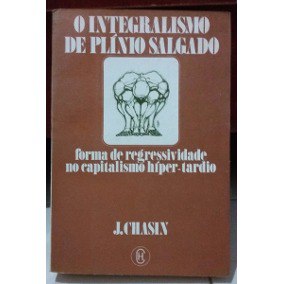 O INTEGRALISMO
DE PLÍNIO SALGADO
forma de regressividade
no capitalismo híper-tardio
J. CHASIN